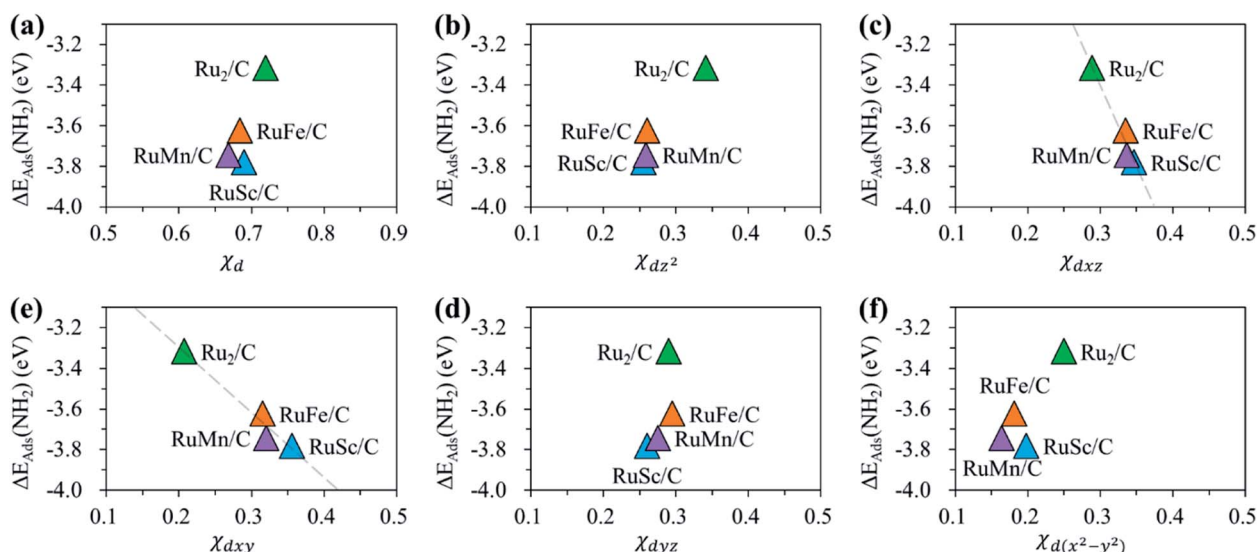 (a)
ΔE_Ads(NH₂) (eV)
-3.2
-3.4
-3.6
-3.8
-4.0
Ru₂/C
RuFe/C
RuMn/C
RuSc/C
0.5 0.6 0.7 0.8 0.9
χ_d
(b)
ΔE_Ads(NH₂) (eV)
-3.2
-3.4
-3.6
-3.8
-4.0
Ru₂/C
RuFe/C
RuSc/C RuMn/C
0.1 0.2 0.3 0.4 0.5
χ_dz²
(c)
ΔE_Ads(NH₂) (eV)
-3.2
-3.4
-3.6
-3.8
-4.0
Ru₂/C
RuFe/C
RuMn/C RuSc/C
0.1 0.2 0.3 0.4 0.5
χ_dxz
(e)
ΔE_Ads(NH₂) (eV)
-3.2
-3.4
-3.6
-3.8
-4.0
Ru₂/C
RuFe/C
RuMn/C RuSc/C
0.1 0.2 0.3 0.4 0.5
χ_dxy
(d)
ΔE_Ads(NH₂) (eV)
-3.2
-3.4
-3.6
-3.8
-4.0
Ru₂/C
RuFe/C
RuMn/C
RuSc/C
0.1 0.2 0.3 0.4 0.5
χ_dyz
(f)
ΔE_Ads(NH₂) (eV)
-3.2
-3.4
-3.6
-3.8
-4.0
Ru₂/C
RuFe/C
RuSc/C
RuMn/C
0.1 0.2 0.3 0.4 0.5
χ_d(x²−y²)